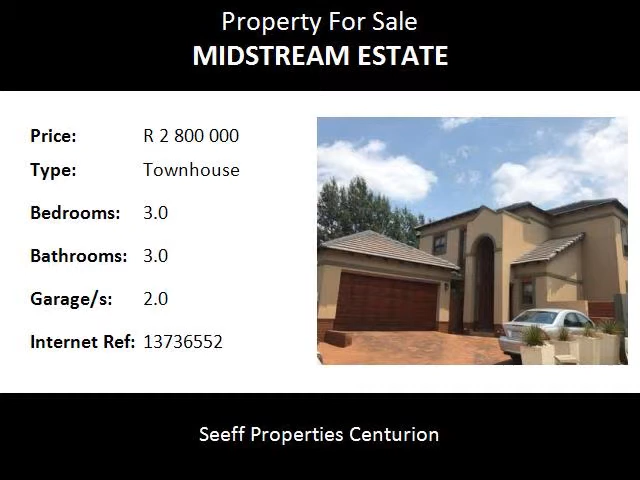 Property For Sale
MIDSTREAM ESTATE
Price: R 2 800 000
Type: Townhouse
Bedrooms: 3.0
Bathrooms: 3.0
Garage/s: 2.0
Internet Ref: 13736552
Seeff Properties Centurion